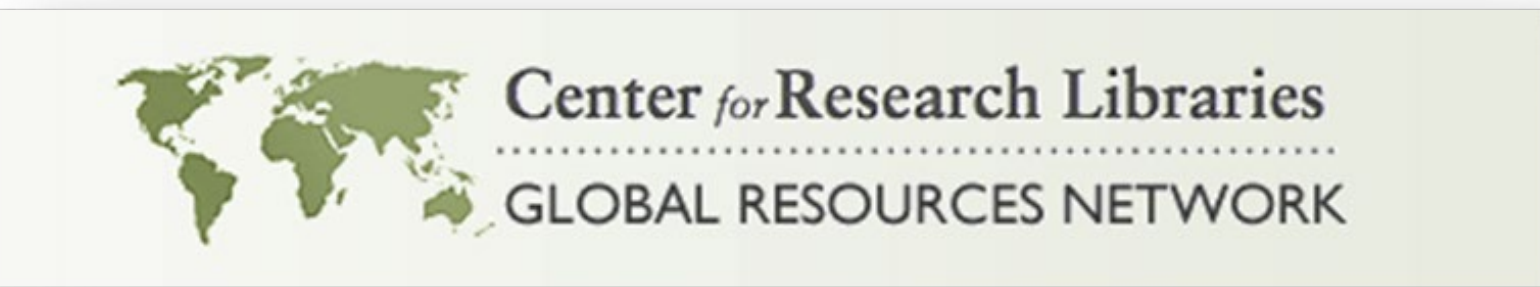 Center for Research Libraries
GLOBAL RESOURCES NETWORK